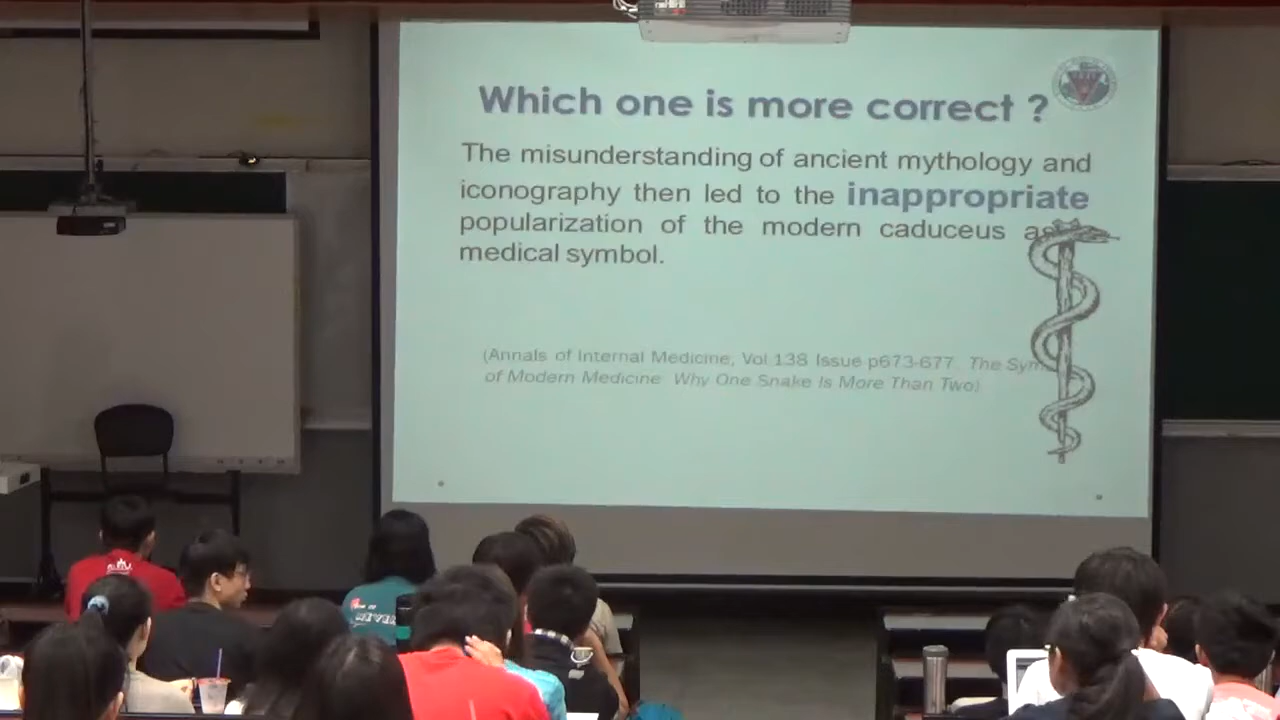 Which one is more correct ?
The misunderstanding of ancient mythology and
iconography then led to the inappropriate
popularization of the modern caduceus as
medical symbol.
(Annals of Internal Medicine, Vol 138 Issue p673-677. The
of Modern Medicine Why One Snake Is More Than Two)